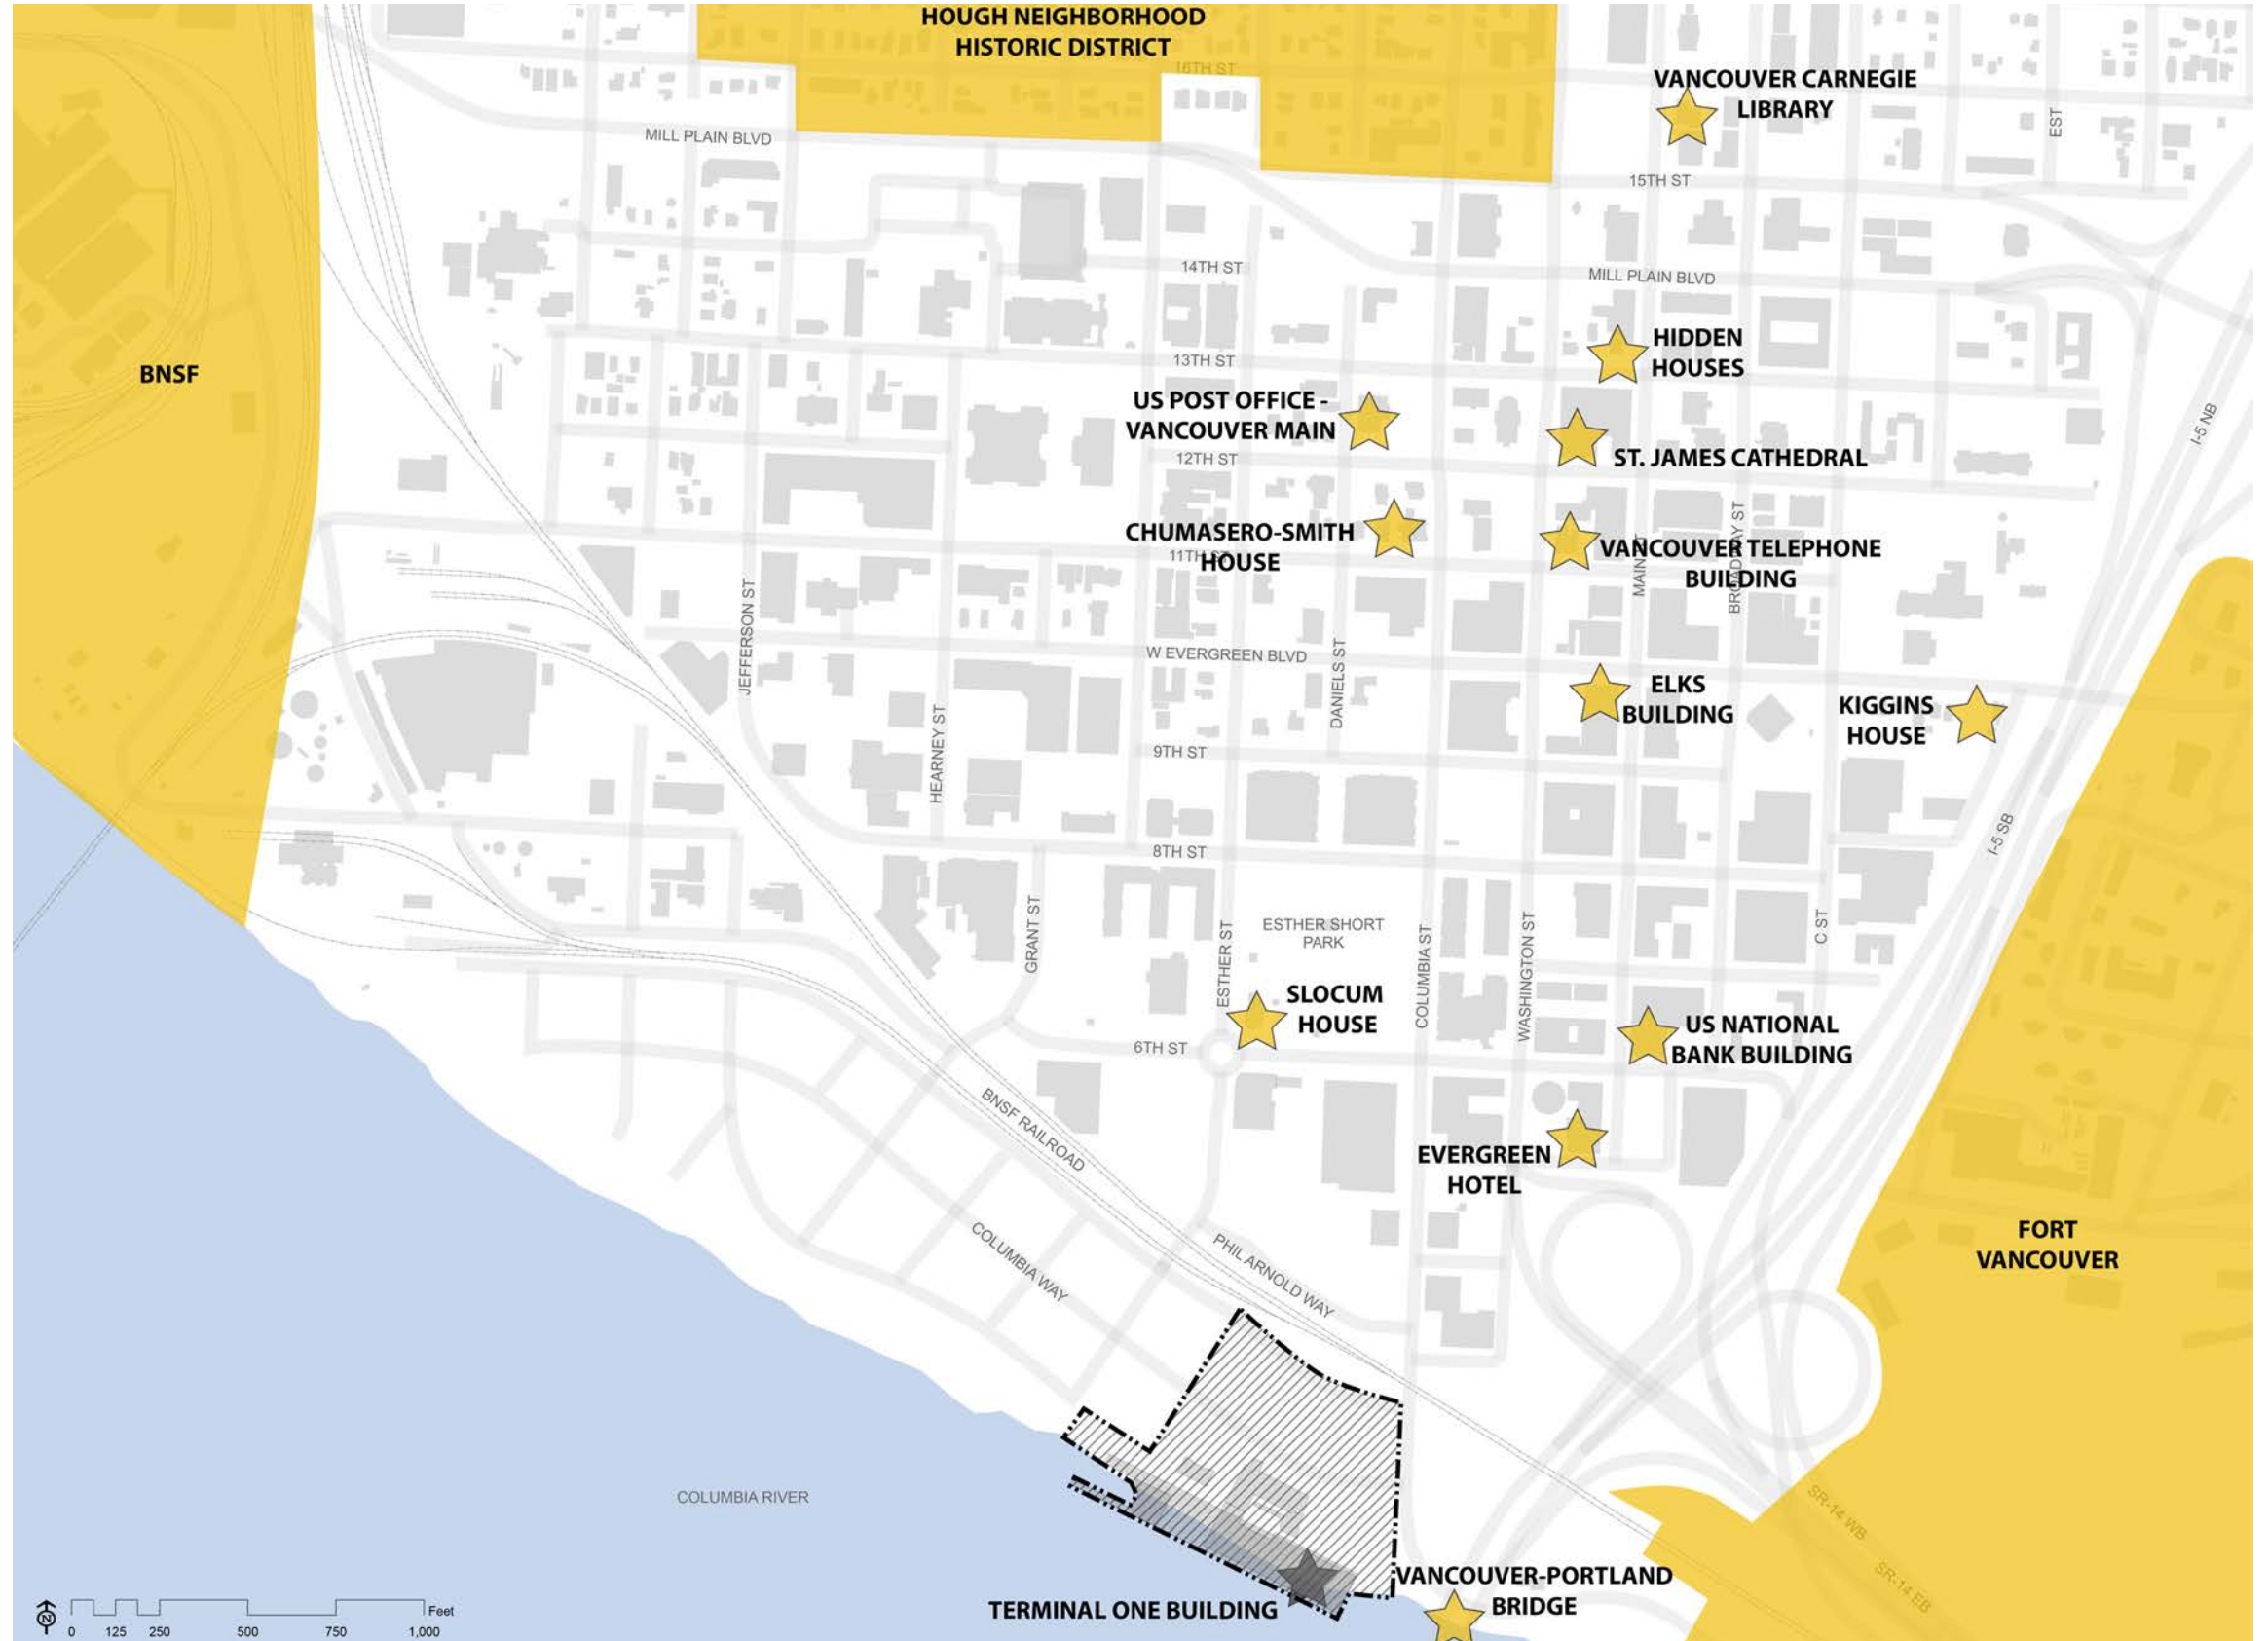 HOUGH NEIGHBORHOOD
HISTORIC DISTRICT
16TH ST
VANCOUVER CARNEGIE
LIBRARY
MILL PLAIN BLVD
EST
15TH ST
14TH ST
MILL PLAIN BLVD
HIDDEN
HOUSES
13TH ST
BNSF
US POST OFFICE -
VANCOUVER MAIN
I-5 NB
12TH ST
ST. JAMES CATHEDRAL
CHUMASERO-SMITH
HOUSE
11TH ST
VANCOUVER TELEPHONE
BUILDING
MAIN
BROADWAY ST
JEFFERSON ST
W EVERGREEN BLVD
DANIELS ST
ELKS
BUILDING
KIGGINS
HOUSE
HEARNEY ST
9TH ST
8TH ST
I-5 SB
GRANT ST
ESTHER ST
ESTHER SHORT
PARK
COLUMBIA ST
WASHINGTON ST
C ST
SLOCUM
HOUSE
US NATIONAL
BANK BUILDING
6TH ST
BNSF RAILROAD
EVERGREEN
HOTEL
COLUMBIA WAY
PHIL ARNOLD WAY
FORT
VANCOUVER
COLUMBIA RIVER
SR-14 WB
SR-14 EB
VANCOUVER-PORTLAND
BRIDGE
TERMINAL ONE BUILDING
N
Feet
0 125 250 500 750 1,000